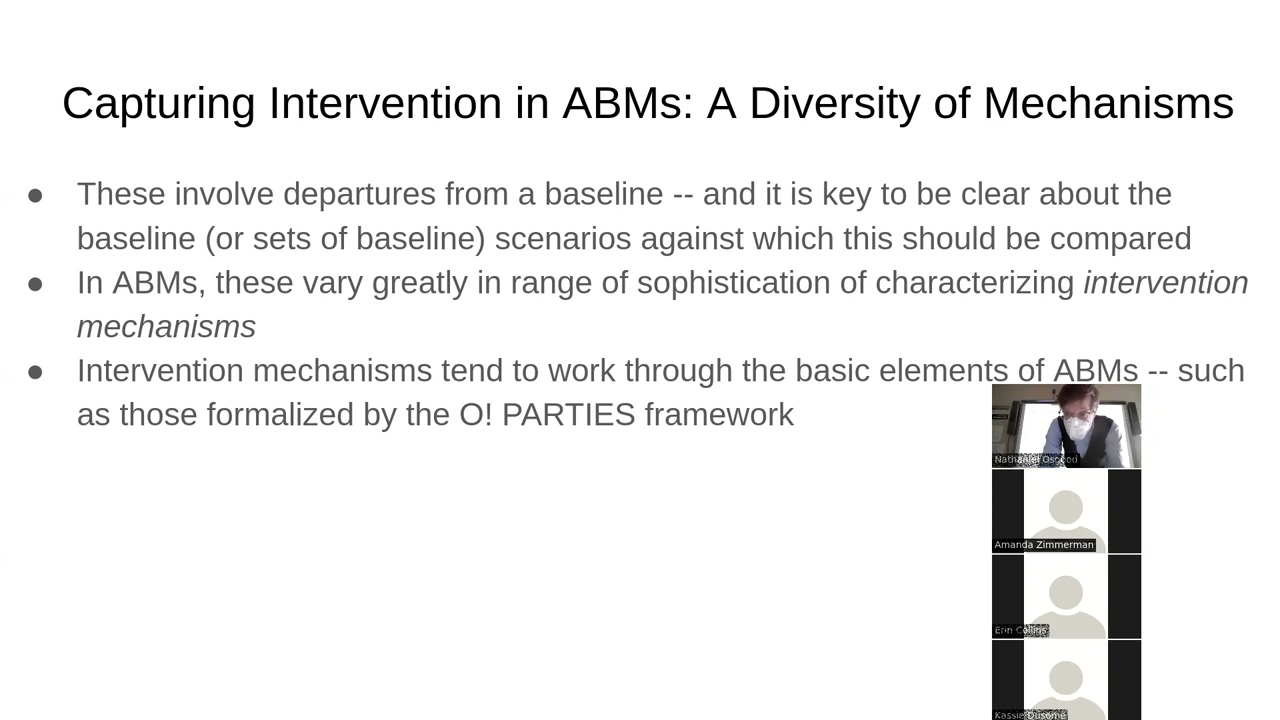 Capturing Intervention in ABMs: A Diversity of Mechanisms
● These involve departures from a baseline -- and it is key to be clear about the
baseline (or sets of baseline) scenarios against which this should be compared
● In ABMs, these vary greatly in range of sophistication of characterizing intervention
mechanisms
● Intervention mechanisms tend to work through the basic elements of ABMs -- such
as those formalized by the O! PARTIES framework
Nathaniel Osgood
Amanda Zimmerman
Erin Collins
Kassie